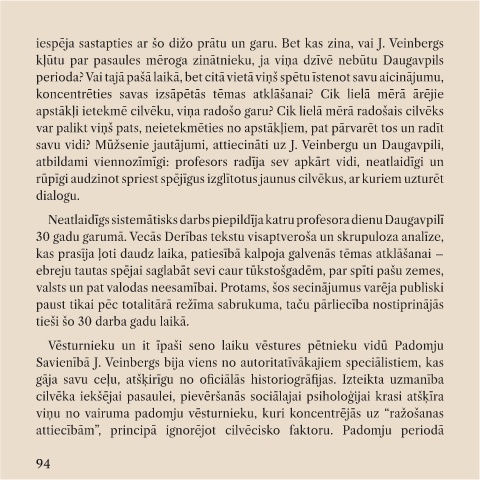 iespēja sastapties ar šo dižo prātu un garu. Bet kas zina, vai J. Veinbergs
kļūtu par pasaules mēroga zinātnieku, ja viņa dzīvē nebūtu Daugavpils
perioda? Vai tajā pašā laikā, bet citā vietā viņš spētu īstenot savu aicinājumu,
koncentrēties savas izsāpētās tēmas atklāšanai? Cik lielā mērā ārējie
apstākļi ietekmē cilvēku, viņa radošo garu? Cik lielā mērā radošais cilvēks
var palikt viņš pats, neietekmēties no apstākļiem, pat pārvarēt tos un radīt
savu vidi? Mūžsenie jautājumi, attiecināti uz J. Veinbergu un Daugavpili,
atbildami viennozīmīgi: profesors radīja sev apkārt vidi, neatlaidīgi un
rūpīgi audzinot spriest spējīgus izglītotus jaunus cilvēkus, ar kuriem uzturēt
dialogu.
Neatlaidīgs sistemātisks darbs piepildīja katru profesora dienu Daugavpilī
30 gadu garumā. Vecās Derības tekstu visaptveroša un skrupuloza analīze,
kas prasīja ļoti daudz laika, patiesībā kalpoja galvenās tēmas atklāšanai –
ebreju tautas spējai saglabāt sevi caur tūkstošgadēm, par spīti pašu zemes,
valsts un pat valodas neesamībai. Protams, šos secinājumus varēja publiski
paust tikai pēc totalitārā režīma sabrukuma, taču pārliecība nostiprinājās
tieši šo 30 darba gadu laikā.
Vēsturnieku un it īpaši seno laiku vēstures pētnieku vidū Padomju
Savienībā J. Veinbergs bija viens no autoritatīvākajiem speciālistiem, kas
gāja savu ceļu, atšķirīgu no oficiālās historiogrāfijas. Izteikta uzmanība
cilvēka iekšējai pasaulei, pievēršanās sociālajai psiholoģijai krasi atšķīra
viņu no vairuma padomju vēsturnieku, kuri koncentrējās uz “ražošanas
attiecībām”, principā ignorējot cilvēcisko faktoru. Padomju periodā
94